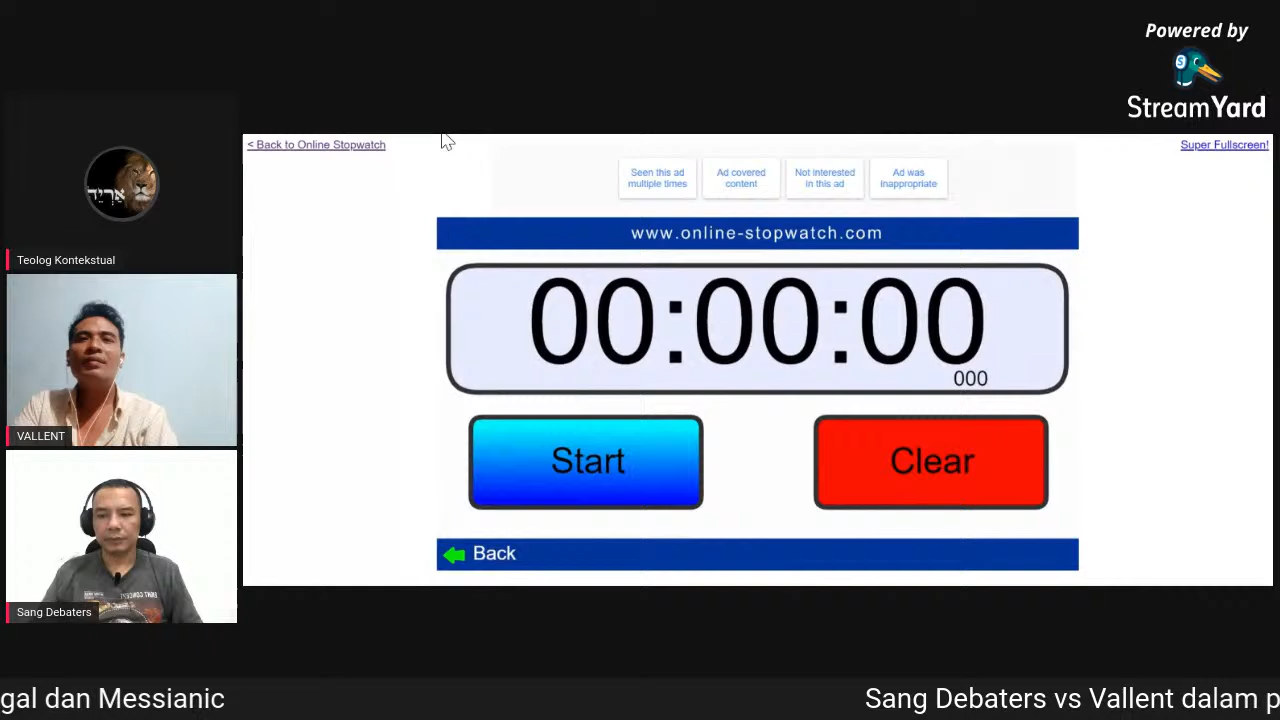 Powered by
StreamYard
< Back to Online Stopwatch
Super Fullscreen!
Seen this ad
multiple times
Ad covered
content
Not interested
in this ad
Ad was
inappropriate
www.online-stopwatch.com
00:00:00
000
Start
Clear
Back
אריה
Teolog Kontekstual
VALLENT
Sang Debaters
gal dan Messianic
Sang Debaters vs Vallent dalam p